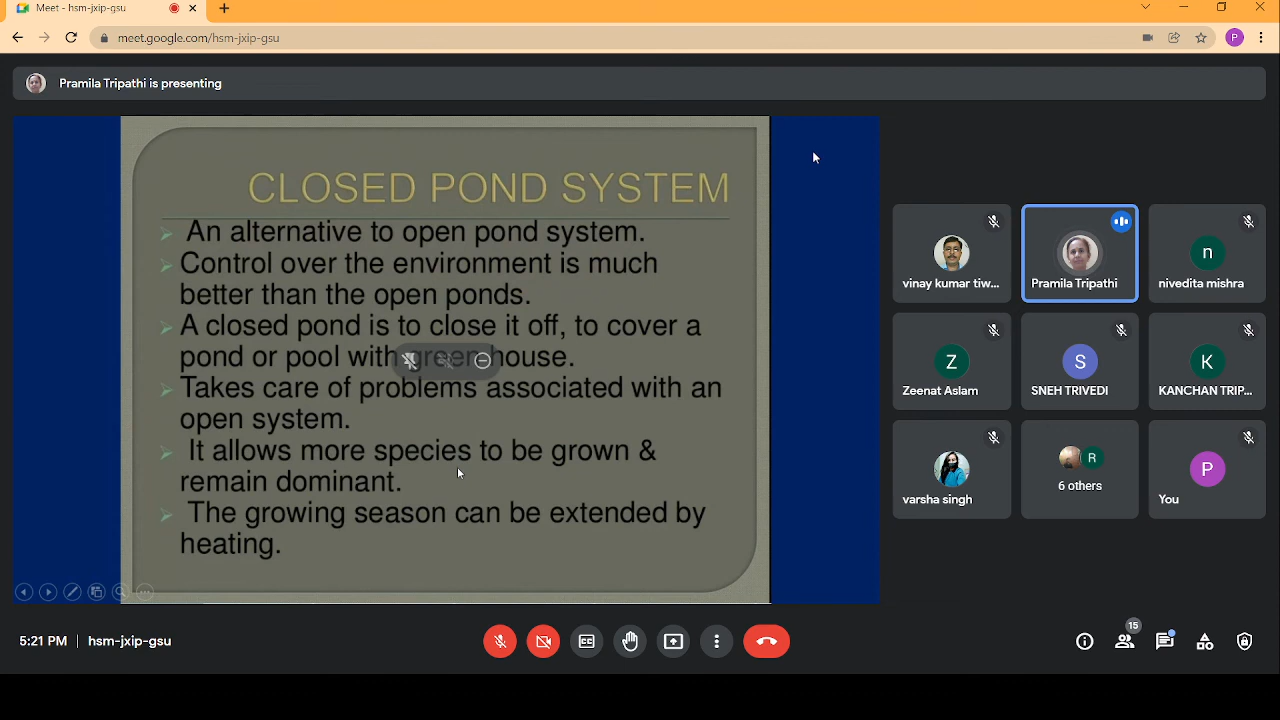 Meet - hsm-jxip-gsu
meet.google.com/hsm-jxip-gsu
P
Pramila Tripathi is presenting
CLOSED POND SYSTEM
An alternative to open pond system.
Control over the environment is much
better than the open ponds.
A closed pond is to close it off, to cover a
pond or pool with green house.
Takes care of problems associated with an
open system.
It allows more species to be grown &
remain dominant.
The growing season can be extended by
heating.
vinay kumar tiw...
Pramila Tripathi
n
nivedita mishra
Z
Zeenat Aslam
S
SNEH TRIVEDI
K
KANCHAN TRIP...
varsha singh
R
6 others
P
You
5:21 PM | hsm-jxip-gsu
CC
15